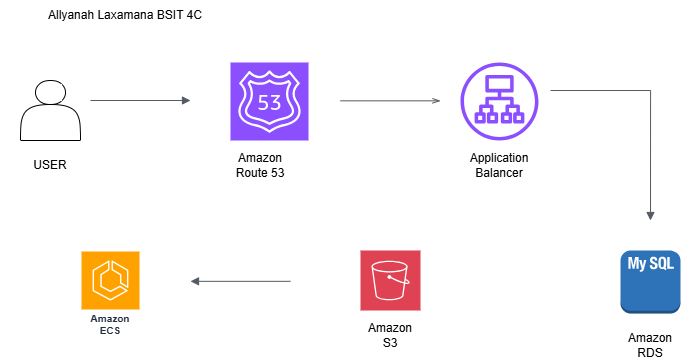 Allyanah Laxamana BSIT 4C
53
USER
Amazon
Route 53
Application
Balancer
My SQL
Amazon
ECS
Amazon
S3
Amazon
RDS